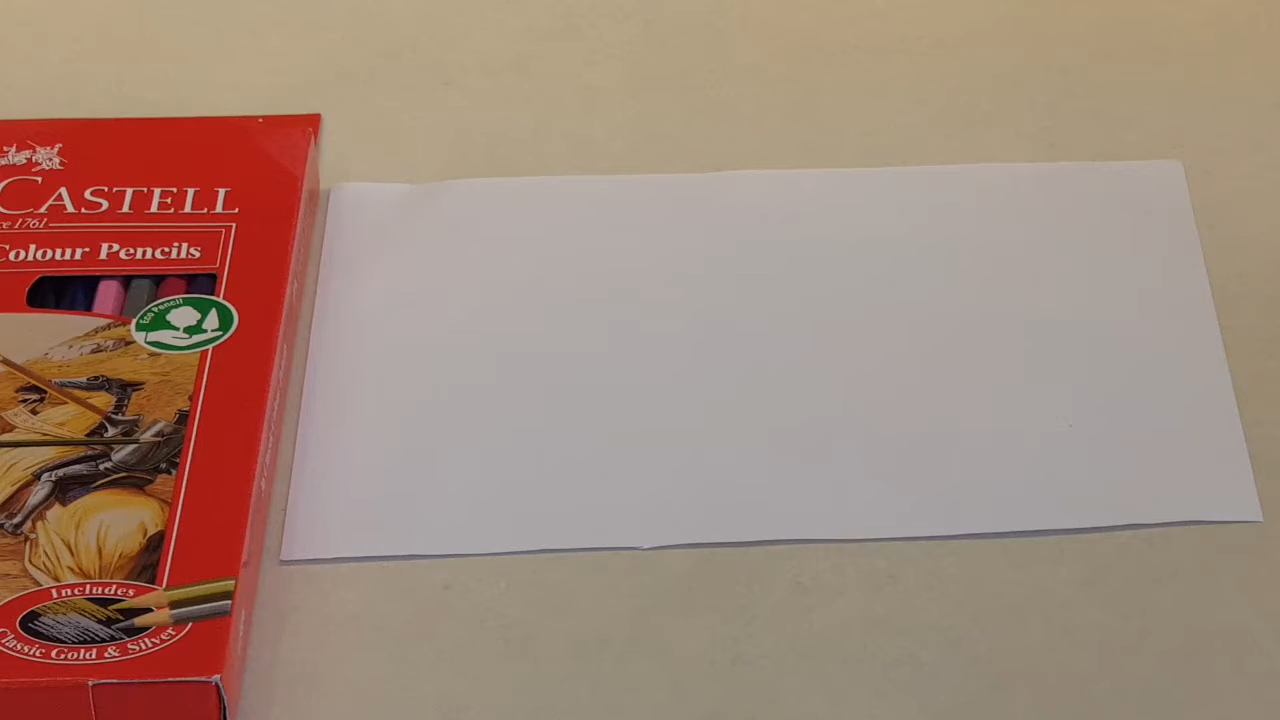 CASTELL
ce 1761
Colour Pencils
Eco Pencil
Includes
Classic Gold & Silver